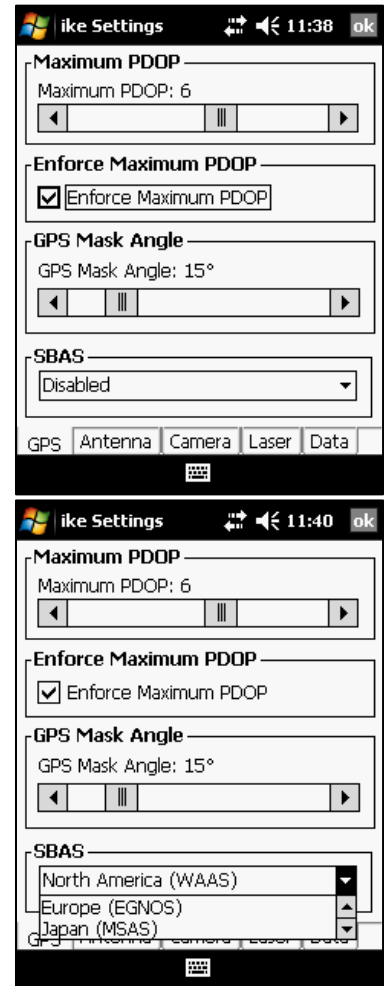 ike Settings 11:38 ok
Maximum PDOP
Maximum PDOP: 6
Enforce Maximum PDOP
Enforce Maximum PDOP
GPS Mask Angle
GPS Mask Angle: 15°
SBAS
Disabled
GPS Antenna Camera Laser Data
ike Settings 11:40 ok
Maximum PDOP
Maximum PDOP: 6
Enforce Maximum PDOP
Enforce Maximum PDOP
GPS Mask Angle
GPS Mask Angle: 15°
SBAS
North America (WAAS)
Europe (EGNOS)
Japan (MSAS)